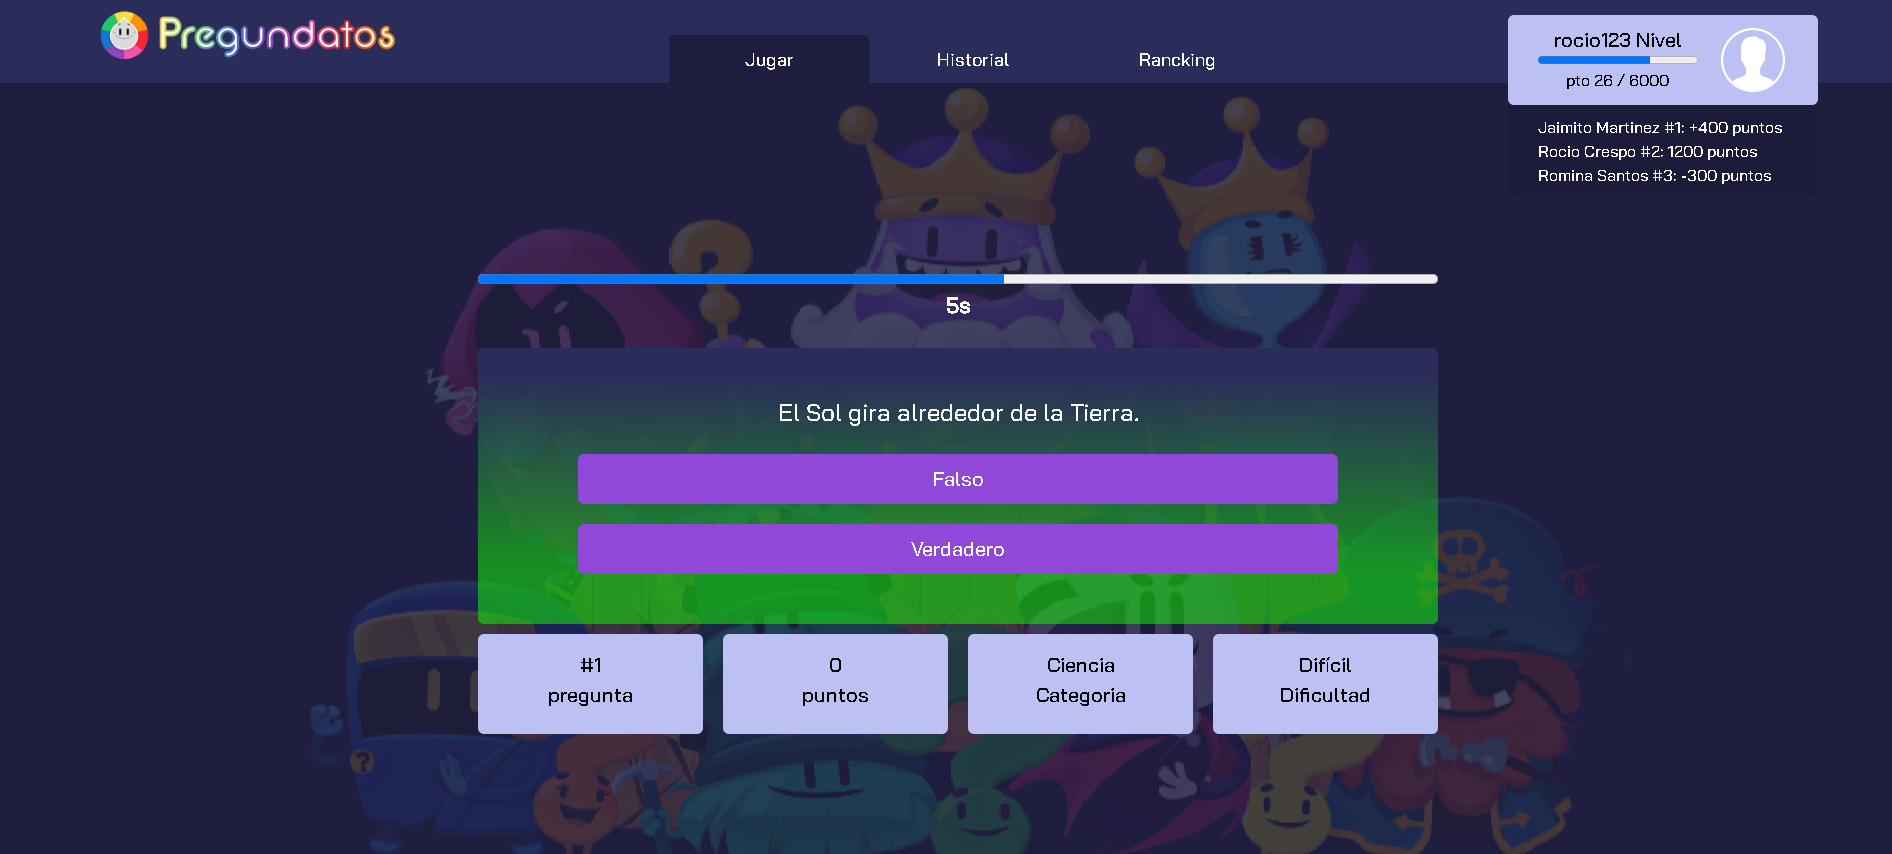 Pregundatos
Jugar
Historial
Rancking
rocio123 Nivel
pto 26 / 6000
Jaimito Martinez #1: +400 puntos
Rocio Crespo #2: 1200 puntos
Romina Santos #3: -300 puntos
5s
El Sol gira alrededor de la Tierra.
Falso
Verdadero
#1
pregunta
0
puntos
Ciencia
Categoria
Difícil
Dificultad
?